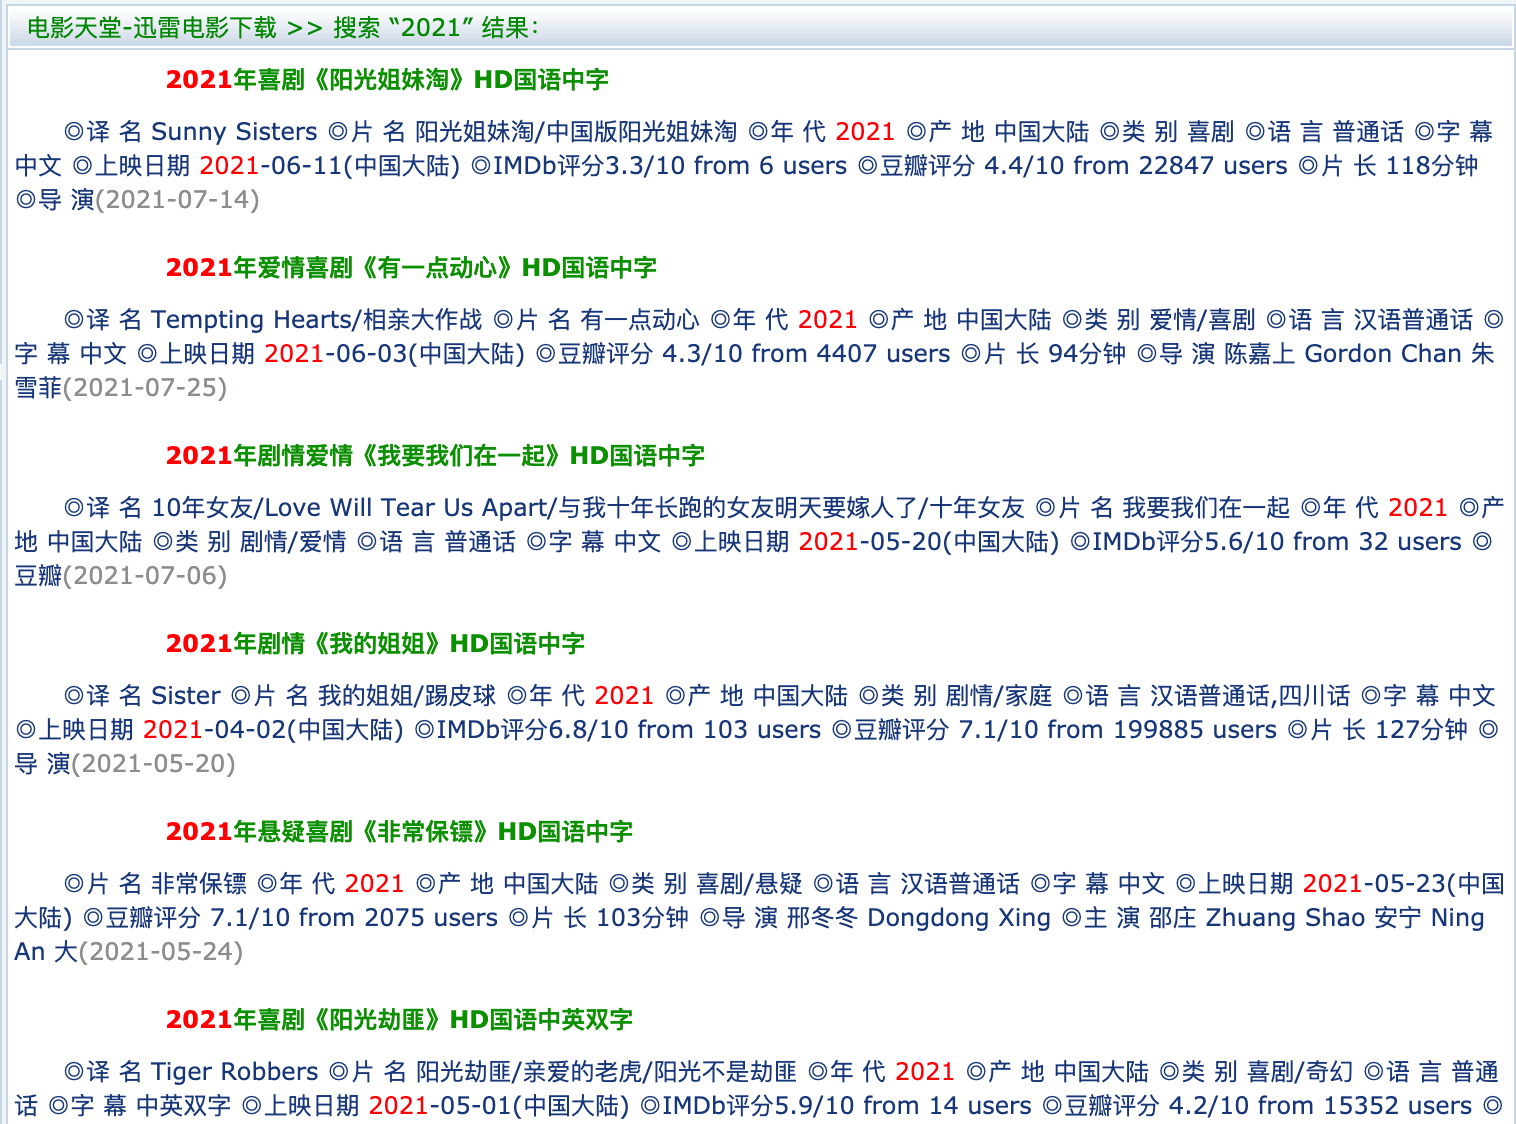 电影天堂-迅雷电影下载 >> 搜索 “2021” 结果：
2021年喜剧《阳光姐妹淘》HD国语中字
◎译 名 Sunny Sisters ◎片 名 阳光姐妹淘/中国版阳光姐妹淘 ◎年 代 2021 ◎产 地 中国大陆 ◎类 别 喜剧 ◎语 言 普通话 ◎字 幕
中文 ◎上映日期 2021-06-11(中国大陆) ◎IMDb评分3.3/10 from 6 users ◎豆瓣评分 4.4/10 from 22847 users ◎片 长 118分钟
◎导 演(2021-07-14)
2021年爱情喜剧《有一点动心》HD国语中字
◎译 名 Tempting Hearts/相亲大作战 ◎片 名 有一点动心 ◎年 代 2021 ◎产 地 中国大陆 ◎类 别 爱情/喜剧 ◎语 言 汉语普通话 ◎
字 幕 中文 ◎上映日期 2021-06-03(中国大陆) ◎豆瓣评分 4.3/10 from 4407 users ◎片 长 94分钟 ◎导 演 陈嘉上 Gordon Chan 朱
雪菲(2021-07-25)
2021年剧情爱情《我要我们在一起》HD国语中字
◎译 名 10年女友/Love Will Tear Us Apart/与我十年长跑的女友明天要嫁人了/十年女友 ◎片 名 我要我们在一起 ◎年 代 2021 ◎产
地 中国大陆 ◎类 别 剧情/爱情 ◎语 言 普通话 ◎字 幕 中文 ◎上映日期 2021-05-20(中国大陆) ◎IMDb评分5.6/10 from 32 users ◎
豆瓣(2021-07-06)
2021年剧情《我的姐姐》HD国语中字
◎译 名 Sister ◎片 名 我的姐姐/踢皮球 ◎年 代 2021 ◎产 地 中国大陆 ◎类 别 剧情/家庭 ◎语 言 汉语普通话,四川话 ◎字 幕 中文
◎上映日期 2021-04-02(中国大陆) ◎IMDb评分6.8/10 from 103 users ◎豆瓣评分 7.1/10 from 199885 users ◎片 长 127分钟 ◎
导 演(2021-05-20)
2021年悬疑喜剧《非常保镖》HD国语中字
◎片 名 非常保镖 ◎年 代 2021 ◎产 地 中国大陆 ◎类 别 喜剧/悬疑 ◎语 言 汉语普通话 ◎字 幕 中文 ◎上映日期 2021-05-23(中国
大陆) ◎豆瓣评分 7.1/10 from 2075 users ◎片 长 103分钟 ◎导 演 邢冬冬 Dongdong Xing ◎主 演 邵庄 Zhuang Shao 安宁 Ning
An 大(2021-05-24)
2021年喜剧《阳光劫匪》HD国语中英双字
◎译 名 Tiger Robbers ◎片 名 阳光劫匪/亲爱的老虎/阳光不是劫匪 ◎年 代 2021 ◎产 地 中国大陆 ◎类 别 喜剧/奇幻 ◎语 言 普通
话 ◎字 幕 中英双字 ◎上映日期 2021-05-01(中国大陆) ◎IMDb评分5.9/10 from 14 users ◎豆瓣评分 4.2/10 from 15352 users ◎